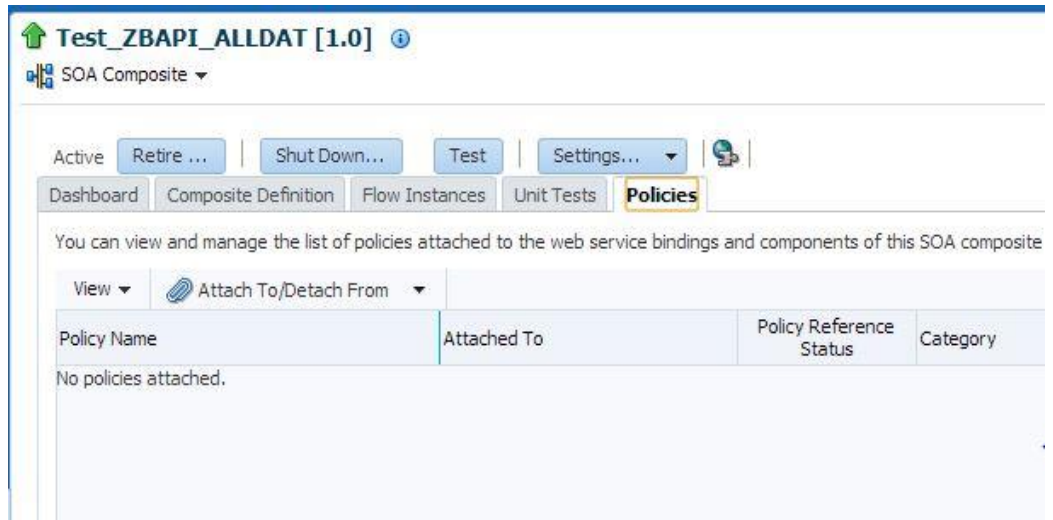 Test_ZBAPI_ALLDAT [1.0]
SOA Composite
Active Retire ... Shut Down... Test Settings...
Dashboard Composite Definition Flow Instances Unit Tests Policies
You can view and manage the list of policies attached to the web service bindings and components of this SOA composite
View Attach To/Detach From
Policy Name Attached To Policy Reference Status Category
No policies attached.